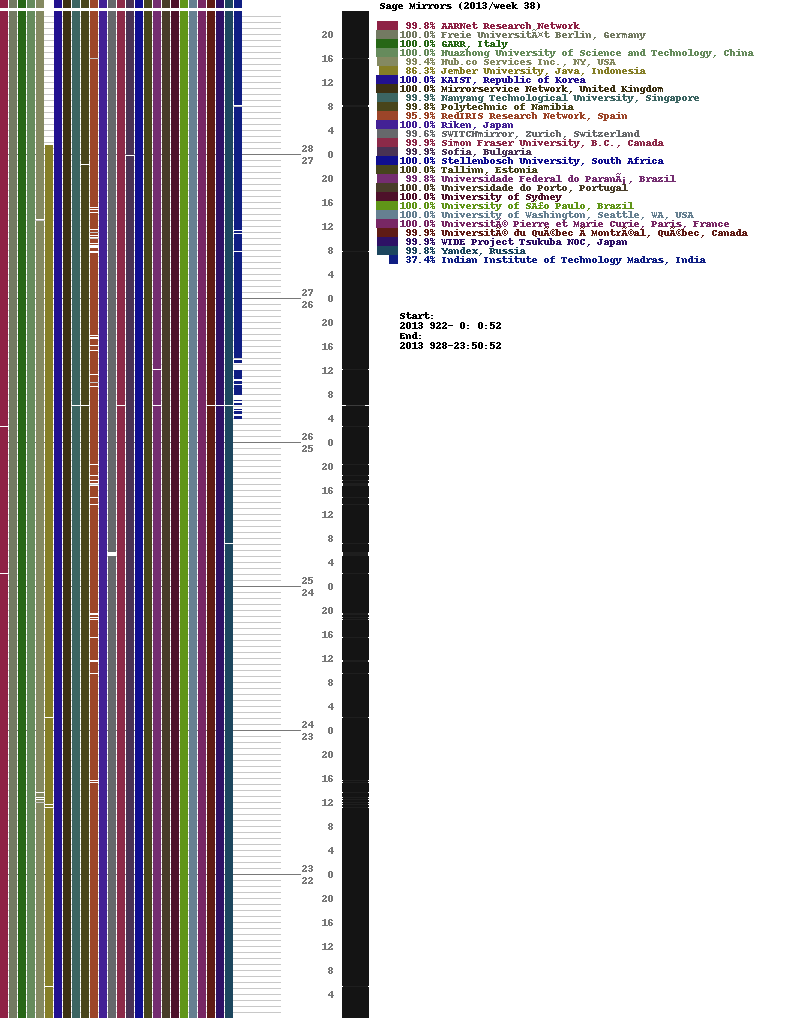 Sage Mirrors (2013/week 38)
99.8% AARNet Research Network
100.0% Freie UniversitÃ¤t Berlin, Germany
100.0% GARR, Italy
100.0% Huazhong University of Science and Technology, China
99.4% Hub.co Services Inc., NY, USA
86.3% Jember University, Java, Indonesia
100.0% KAIST, Republic of Korea
100.0% Mirrorservice Network, United Kingdom
99.9% Nanyang Technological University, Singapore
99.8% Polytechnic of Namibia
95.9% RedIRIS Research Network, Spain
100.0% Riken, Japan
99.6% SWITCHmirror, Zurich, Switzerland
99.9% Simon Fraser University, B.C., Canada
99.9% Sofia, Bulgaria
100.0% Stellenbosch University, South Africa
100.0% Tallinn, Estonia
99.8% Universidade Federal do ParanÃ¡, Brazil
100.0% Universidade do Porto, Portugal
100.0% University of Sydney
100.0% University of SÃ£o Paulo, Brazil
100.0% University of Washington, Seattle, WA, USA
100.0% UniversitÃ© Pierre et Marie Curie, Paris, France
99.9% UniversitÃ© du QuÃ©bec A MontrÃ©al, QuÃ©bec, Canada
99.9% WIDE Project Tsukuba NOC, Japan
99.8% Yandex, Russia
37.4% Indian Institute of Technology Madras, India
Start:
2013 922- 0: 0:52
End:
2013 928-23:50:52
20
16
12
8
4
28
0
27
20
16
12
8
4
27
0
26
20
16
12
8
4
26
0
25
20
16
12
8
4
25
0
24
20
16
12
8
4
24
0
23
20
16
12
8
4
23
0
22
20
16
12
8
4